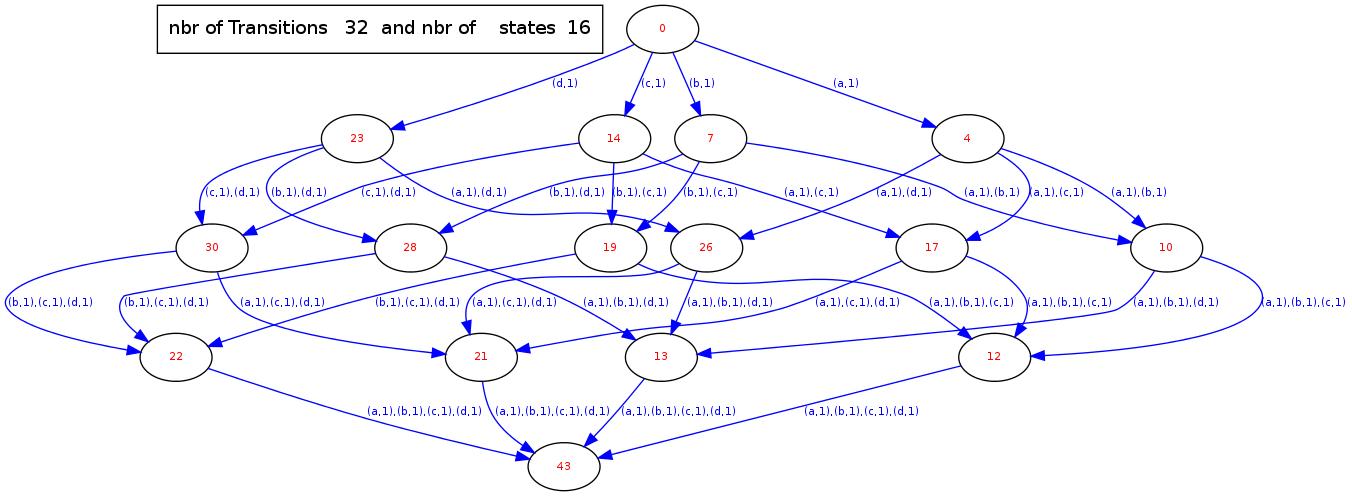 nbr of Transitions 32 and nbr of states 16
0
(d,1) (c,1) (b,1) (a,1)
23 14 7 4
(c,1),(d,1) (b,1),(d,1) (c,1),(d,1) (a,1),(d,1) (b,1),(d,1) (b,1),(c,1) (b,1),(c,1) (a,1),(c,1) (a,1),(d,1) (a,1),(b,1) (a,1),(c,1) (a,1),(b,1)
30 28 19 26 17 10
(b,1),(c,1),(d,1) (b,1),(c,1),(d,1) (a,1),(c,1),(d,1) (b,1),(c,1),(d,1) (a,1),(c,1),(d,1) (a,1),(b,1),(d,1) (a,1),(b,1),(d,1) (a,1),(c,1),(d,1) (a,1),(b,1),(c,1) (a,1),(b,1),(c,1) (a,1),(b,1),(d,1) (a,1),(b,1),(c,1)
22 21 13 12
(a,1),(b,1),(c,1),(d,1) (a,1),(b,1),(c,1),(d,1) (a,1),(b,1),(c,1),(d,1) (a,1),(b,1),(c,1),(d,1)
43